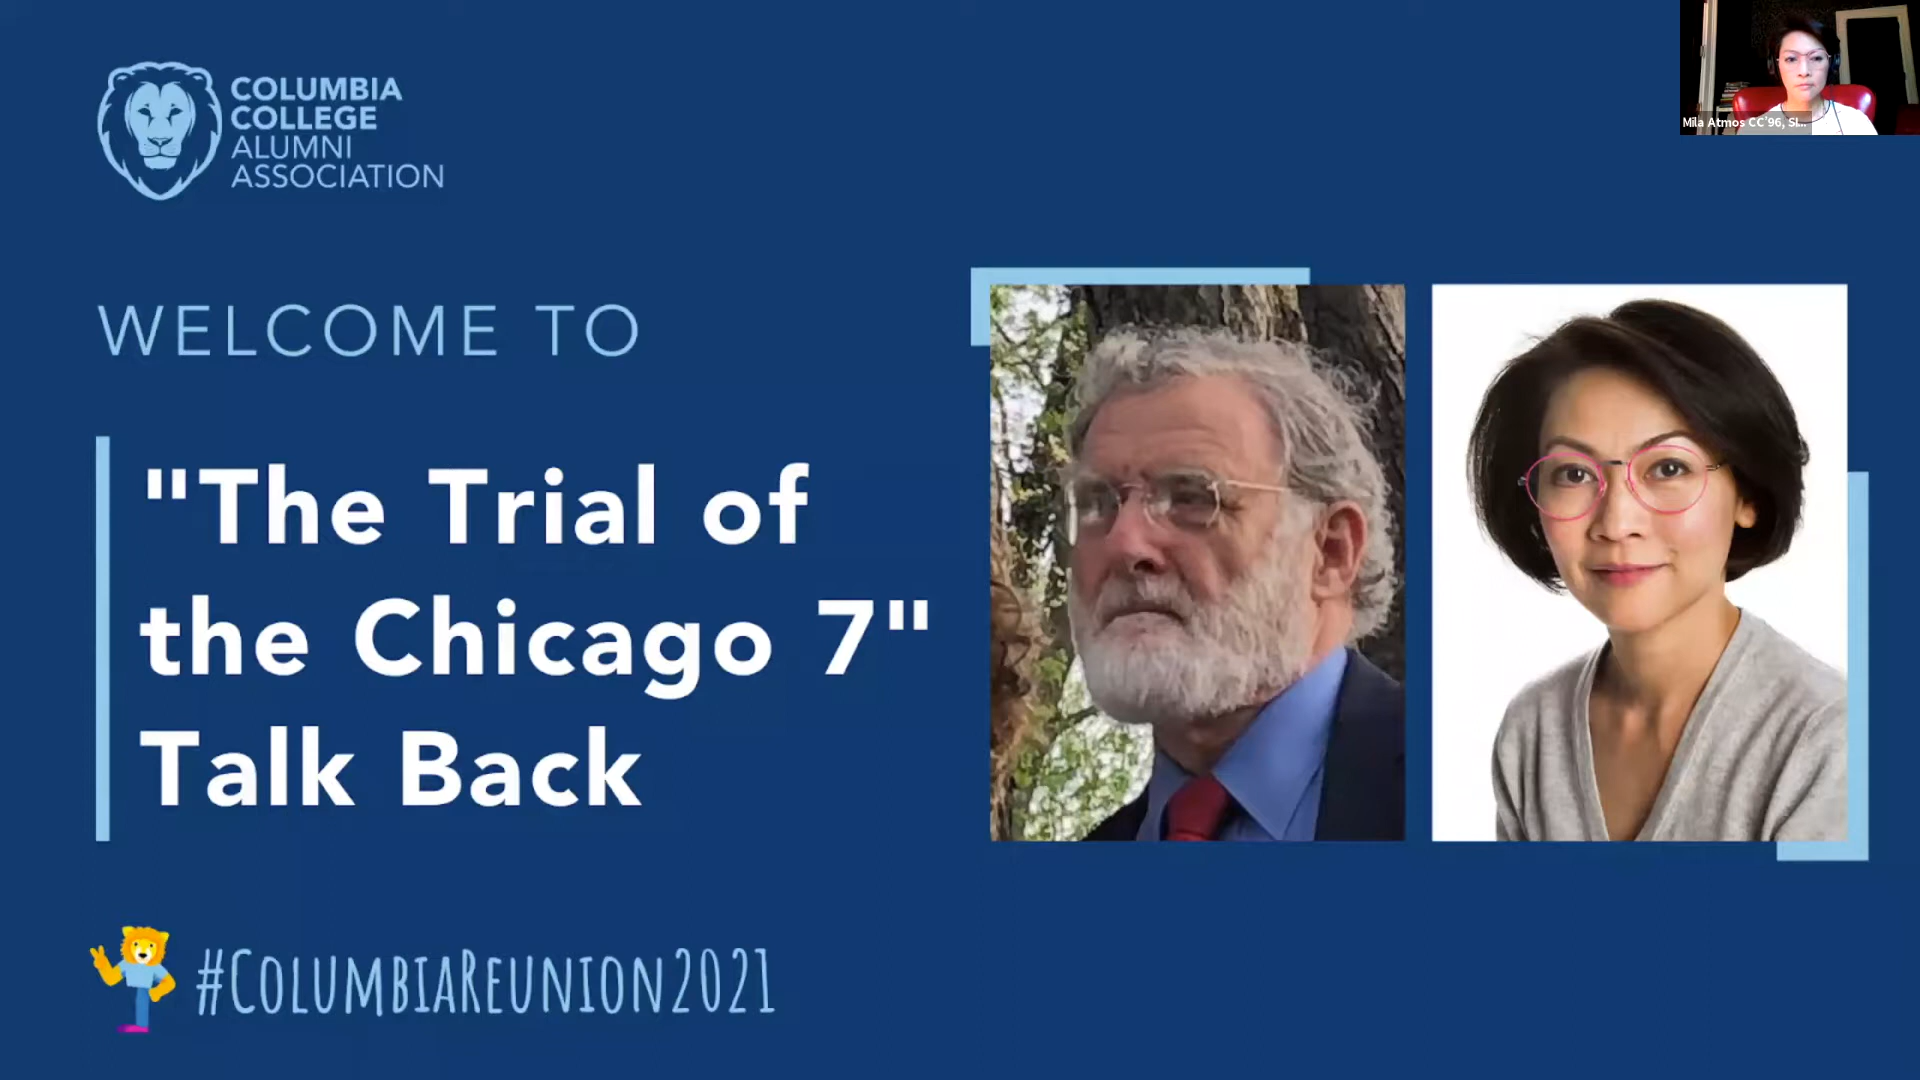 COLUMBIA
COLLEGE
ALUMNI
ASSOCIATION
Mila Atmos CC'96, SI...
WELCOME TO
"The Trial of
the Chicago 7"
Talk Back
#COLUMBIAREUNION2021